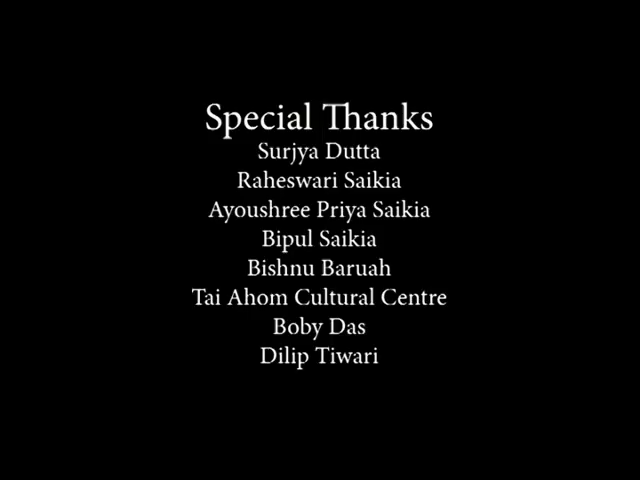 Special Thanks
Surjya Dutta
Raheswari Saikia
Ayoushree Priya Saikia
Bipul Saikia
Bishnu Baruah
Tai Ahom Cultural Centre
Boby Das
Dilip Tiwari